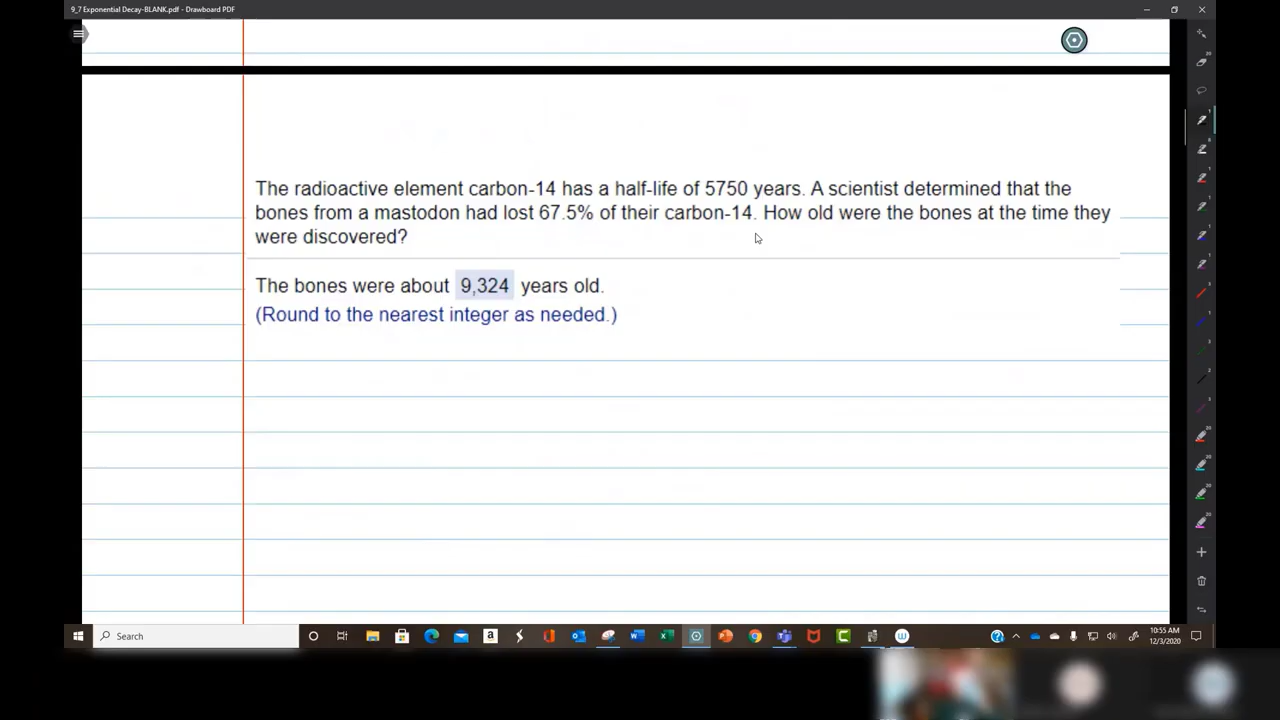 9_7 Exponential Decay-BLANK.pdf - Drawboard PDF
The radioactive element carbon-14 has a half-life of 5750 years. A scientist determined that the
bones from a mastodon had lost 67.5% of their carbon-14. How old were the bones at the time they
were discovered?
The bones were about 9,324 years old.
(Round to the nearest integer as needed.)
Search
10:55 AM
12/3/2020